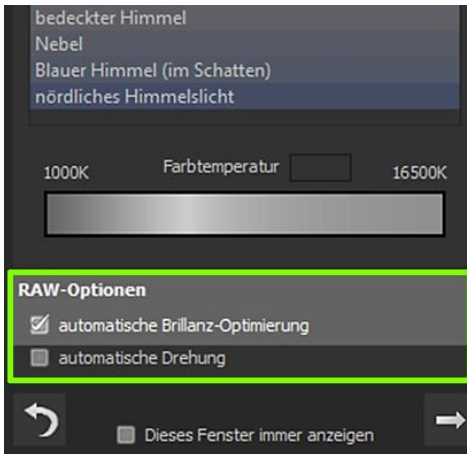 bedeckter Himmel
Nebel
Blauer Himmel (im Schatten)
nördliches Himmelslicht
1000K Farbtemperatur 16500K
RAW-Optionen
automatische Brillanz-Optimierung
automatische Drehung
Dieses Fenster immer anzeigen